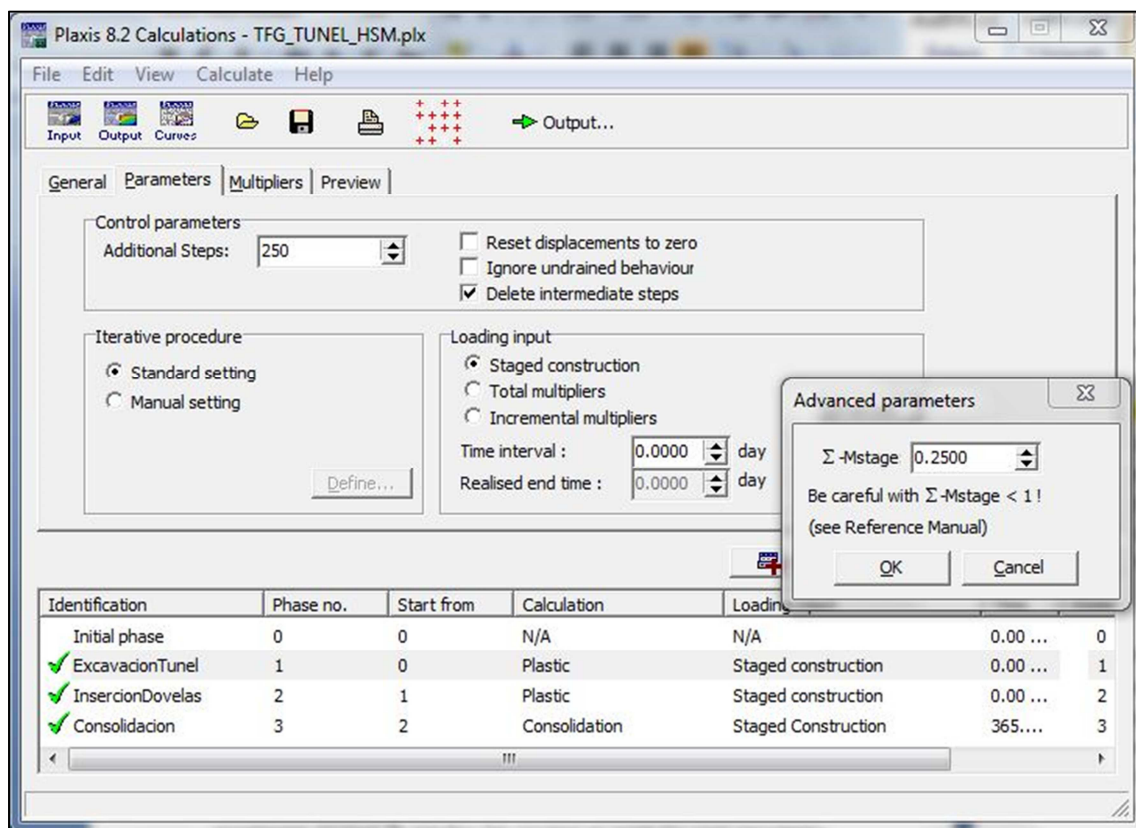 Plaxis 8.2 Calculations - TFG_TUNEL_HSM.plx
File Edit View Calculate Help
Input Output Curves Output...
General Parameters Multipliers Preview
Control parameters
Additional Steps: 250
Reset displacements to zero
Ignore undrained behaviour
Delete intermediate steps
Iterative procedure
Standard setting
Manual setting
Define...
Loading input
Staged construction
Total multipliers
Incremental multipliers
Time interval : 0.0000 day
Realised end time : 0.0000 day
Advanced parameters
Σ -Mstage 0.2500
Be careful with Σ-Mstage < 1 !
(see Reference Manual)
OK Cancel
Identification Phase no. Start from Calculation Loading
Initial phase 0 0 N/A N/A 0.00 ... 0
ExcavacionTunel 1 0 Plastic Staged construction 0.00 ... 1
InsercionDovelas 2 1 Plastic Staged construction 0.00 ... 2
Consolidacion 3 2 Consolidation Staged Construction 365.... 3